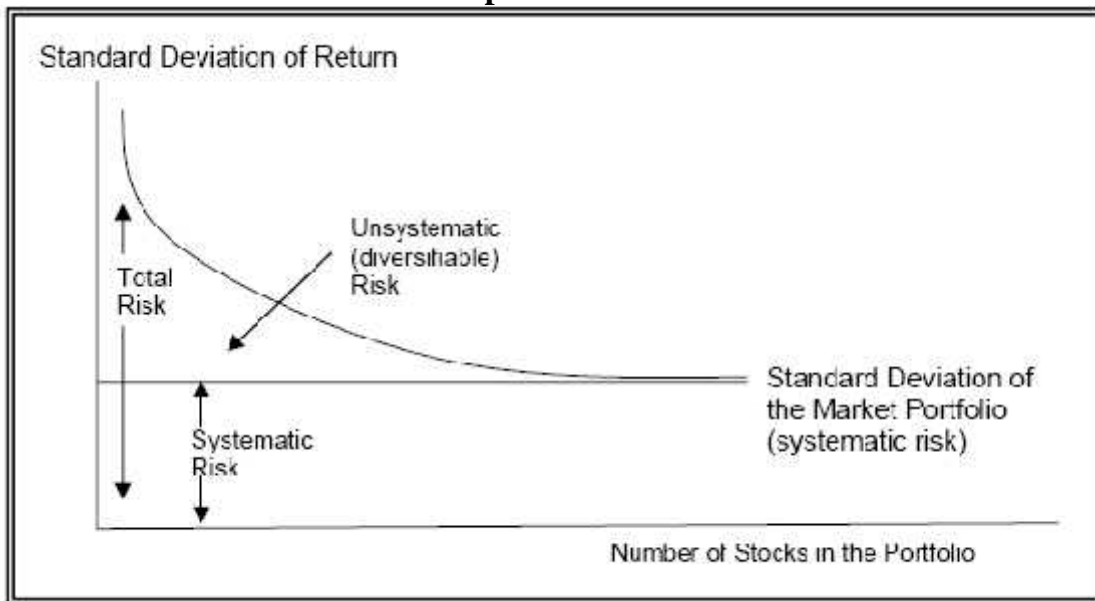 Standard Deviation of Return
Unsystematic
(diversifiable)
Risk
Total
Risk
Standard Deviation of
the Market Portfolio
(systematic risk)
Systematic
Risk
Number of Stocks in the Portfolio